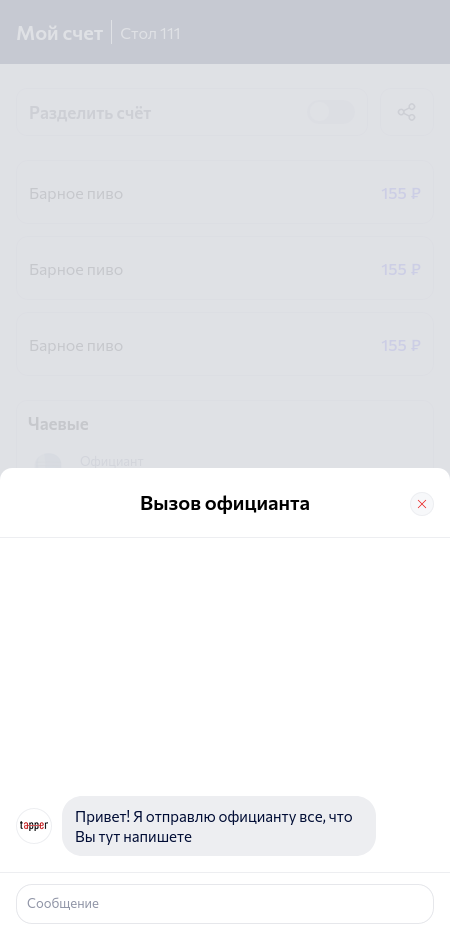 Мой счет
Стол 111
Разделить счёт
Барное пиво
155 ₽
Барное пиво
155 ₽
Барное пиво
155 ₽
Чаевые
Официант
Вызов официанта
tapper
Привет! Я отправлю официанту все, что
Вы тут напишете
Сообщение